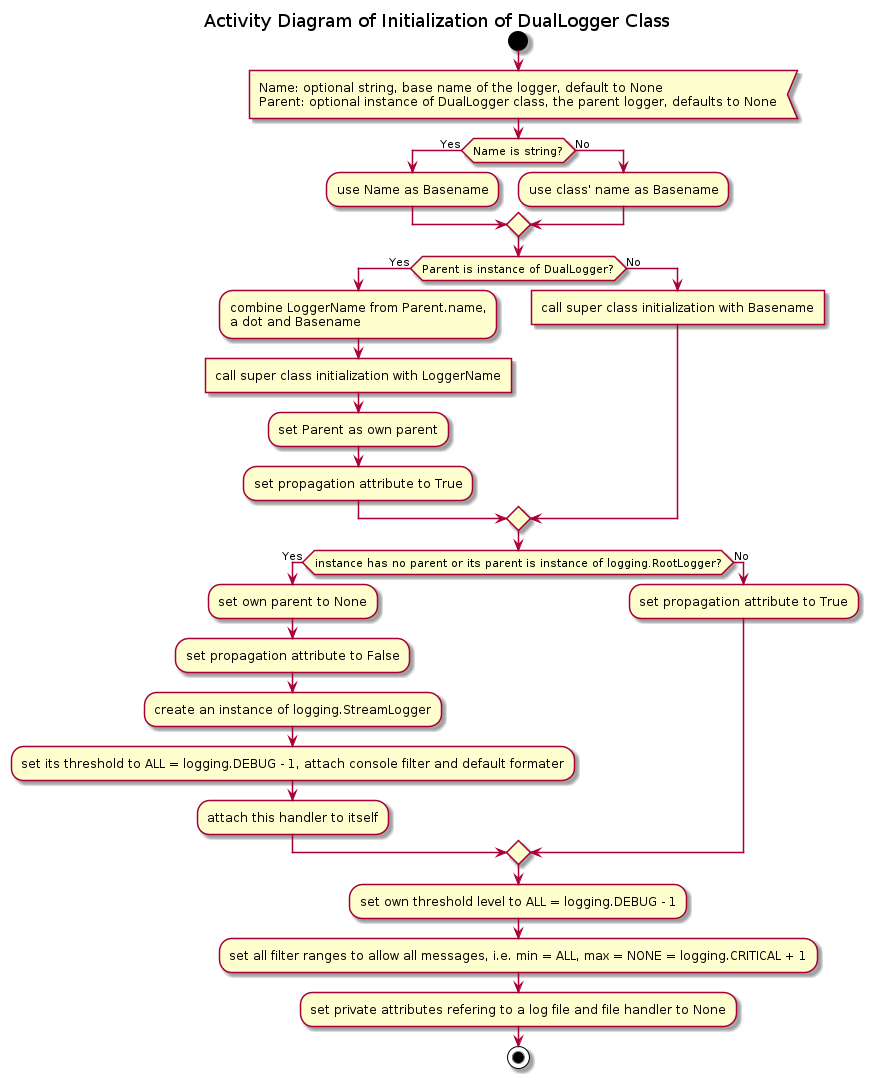 Activity Diagram of Initialization of DualLogger Class
Name: optional string, base name of the logger, default to None
Parent: optional instance of DualLogger class, the parent logger, defaults to None
Yes
Name is string?
No
use Name as Basename
use class' name as Basename
Yes
Parent is instance of DualLogger?
No
combine LoggerName from Parent.name,
a dot and Basename
call super class initialization with Basename
call super class initialization with LoggerName
set Parent as own parent
set propagation attribute to True
Yes
instance has no parent or its parent is instance of logging.RootLogger?
No
set own parent to None
set propagation attribute to True
set propagation attribute to False
create an instance of logging.StreamLogger
set its threshold to ALL = logging.DEBUG - 1, attach console filter and default formater
attach this handler to itself
set own threshold level to ALL = logging.DEBUG - 1
set all filter ranges to allow all messages, i.e. min = ALL, max = NONE = logging.CRITICAL + 1
set private attributes refering to a log file and file handler to None